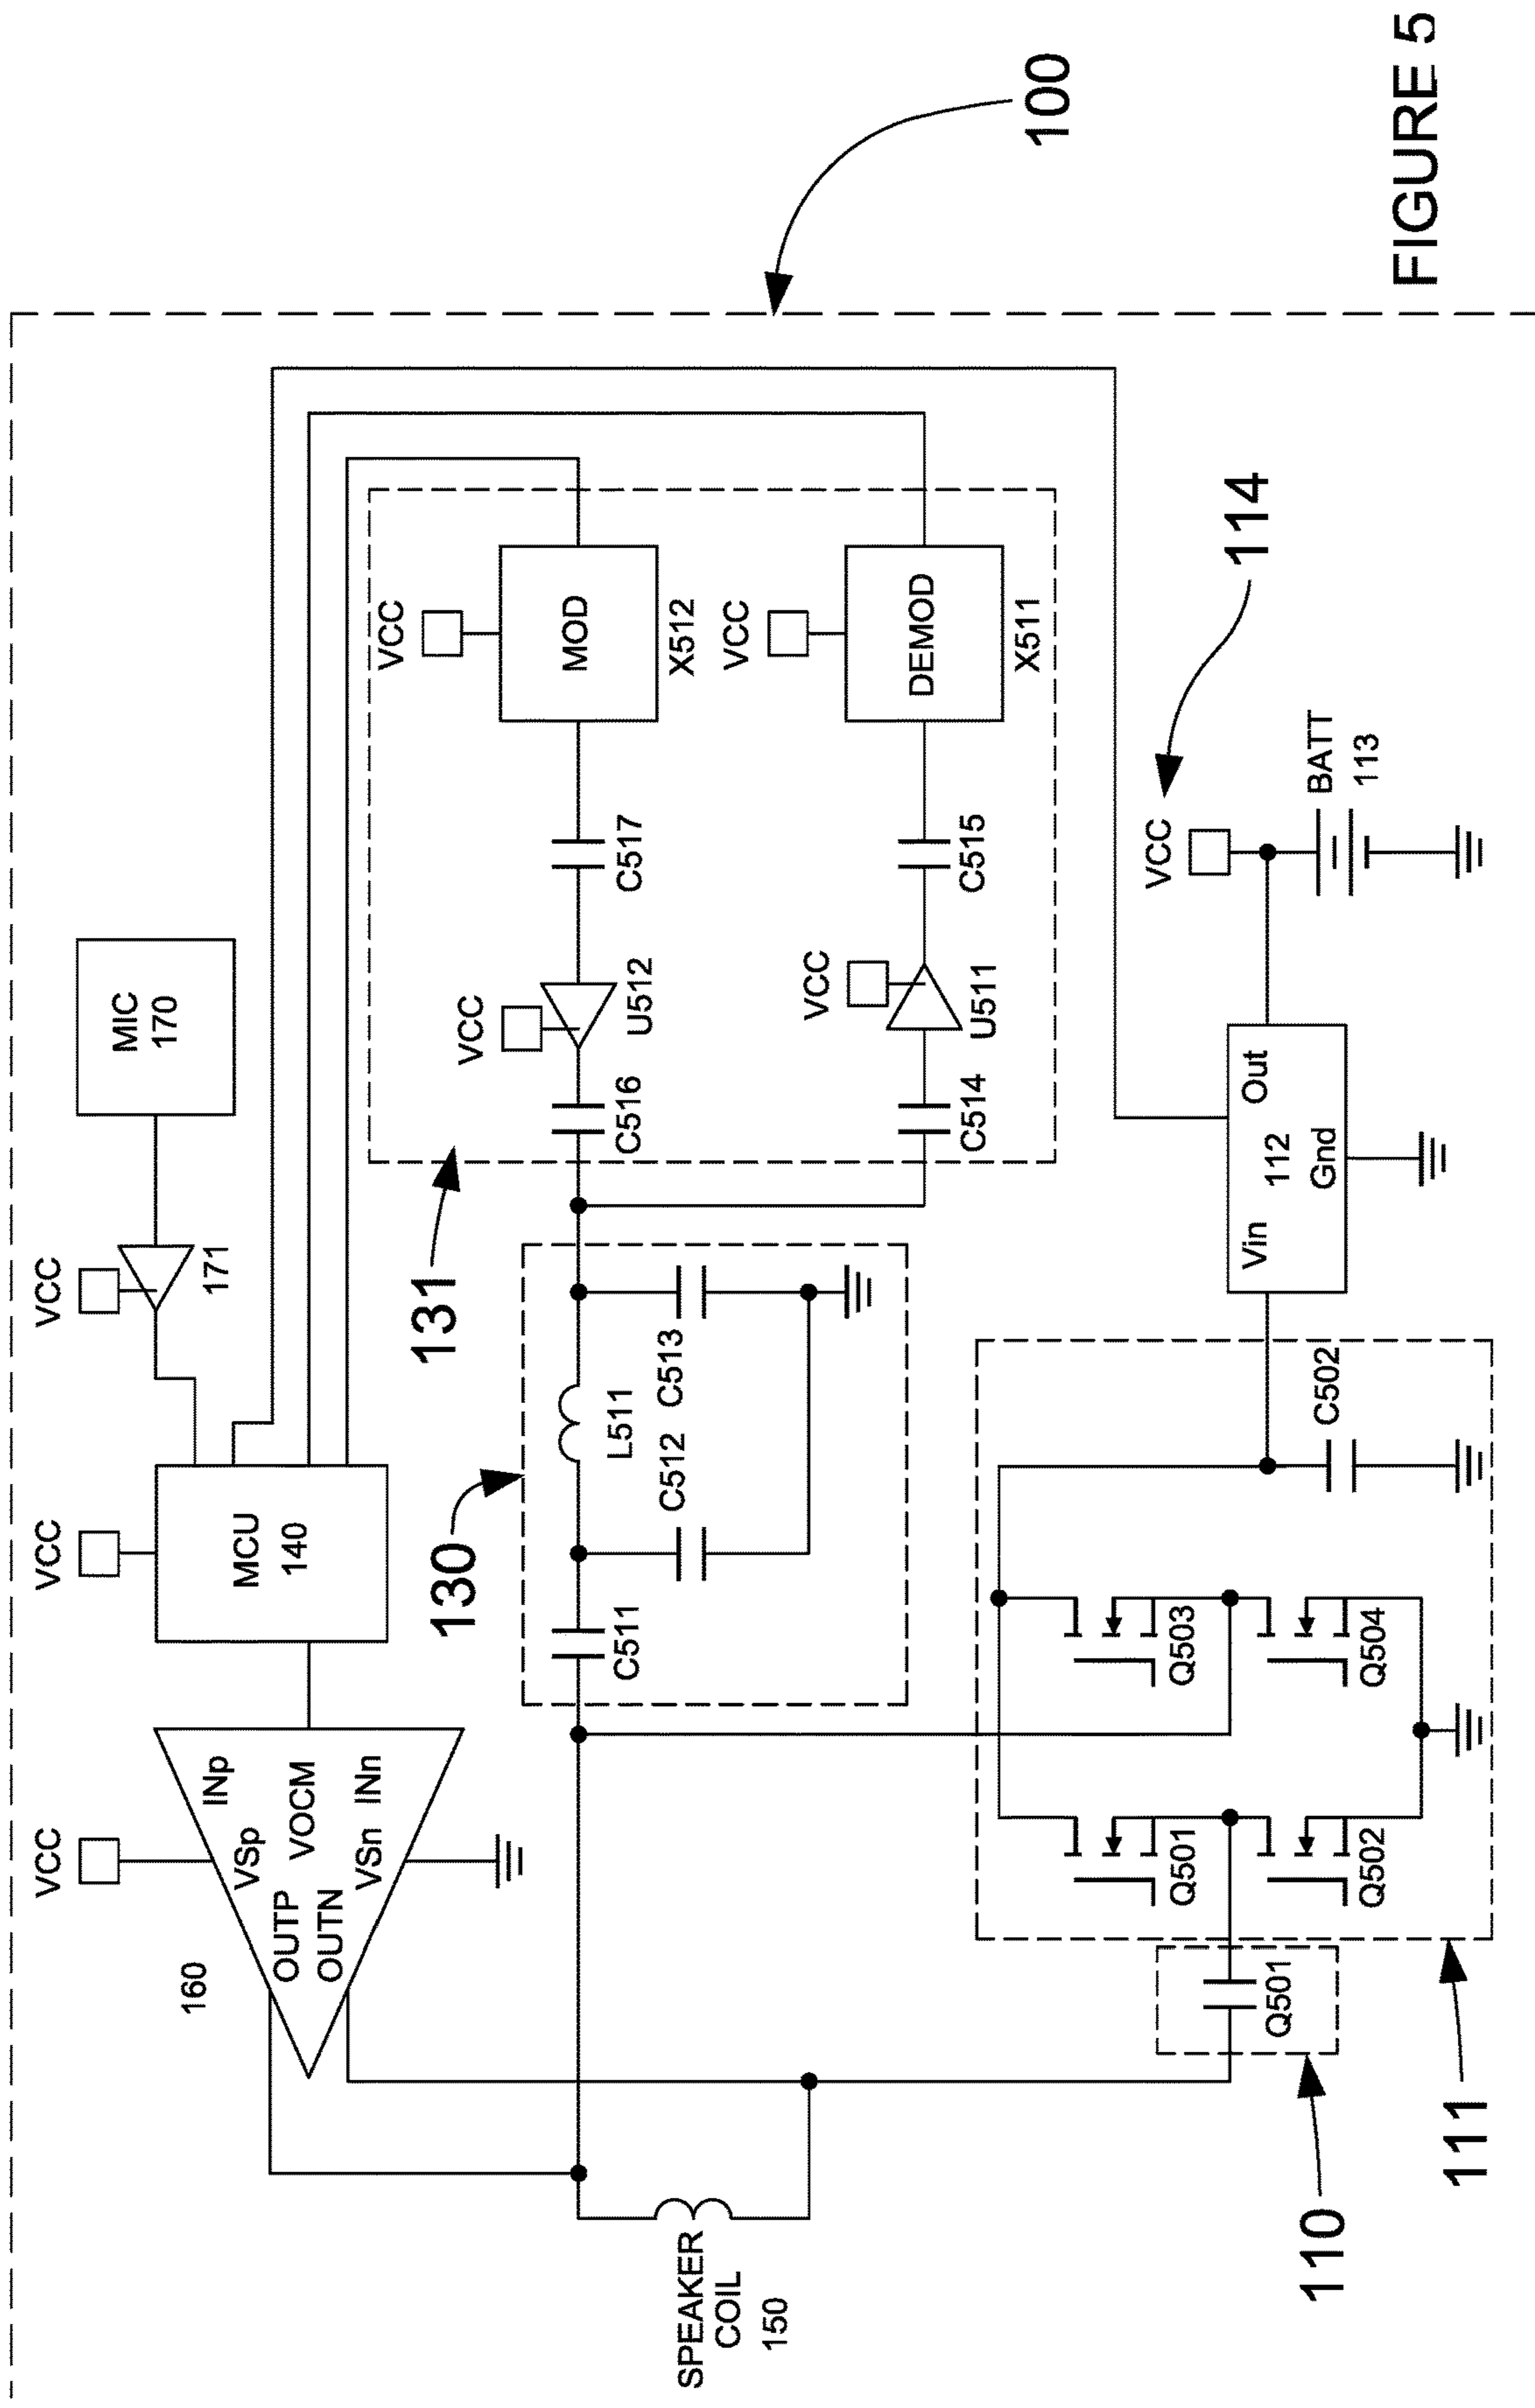 SPEAKER
COIL
150
160
OUTP
OUTN
VSp
VSn
INp
VOCM
INn
VCC
MCU
140
VCC
VCC
171
MIC
170
130
C511
C512
L511
C513
131
C516
VCC
U512
C517
MOD
X512
VCC
C514
VCC
U511
C515
DEMOD
X511
VCC
110
Q501
111
Q501
Q502
Q503
Q504
C502
Vin
112
Gnd
Out
VCC
114
BATT
113
100
FIGURE 5